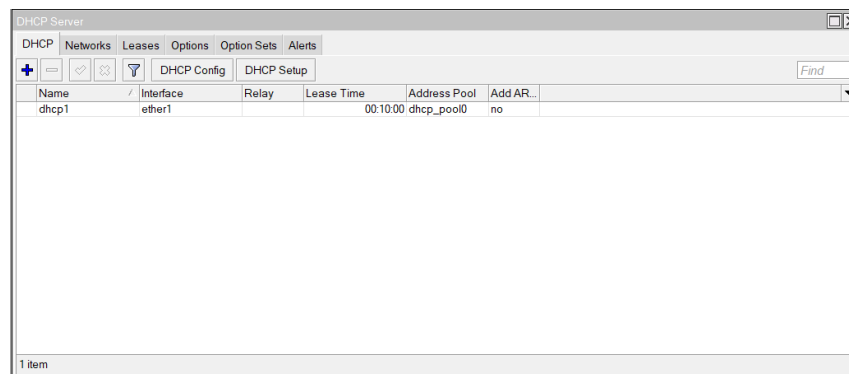 DHCP Server
DHCP Networks Leases Options Option Sets Alerts
DHCP Config DHCP Setup Find
Name Interface Relay Lease Time Address Pool Add AR...
dhcp1 ether1 00:10:00 dhcp_pool0 no
1 item